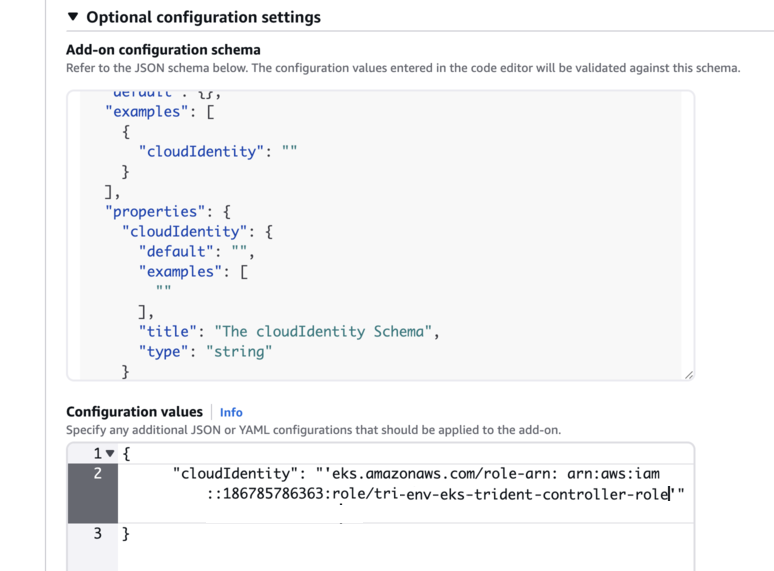 ▼ Optional configuration settings
Add-on configuration schema
Refer to the JSON schema below. The configuration values entered in the code editor will be validated against this schema.
"default": {},
"examples": [
{
"cloudIdentity": ""
}
],
"properties": {
"cloudIdentity": {
"default": "",
"examples": [
""
],
"title": "The cloudIdentity Schema",
"type": "string"
}
Configuration values Info
Specify any additional JSON or YAML configurations that should be applied to the add-on.
1 ▼ {
2 "cloudIdentity": "'eks.amazonaws.com/role-arn: arn:aws:iam
::186785786363:role/tri-env-eks-trident-controller-role'"
3 }